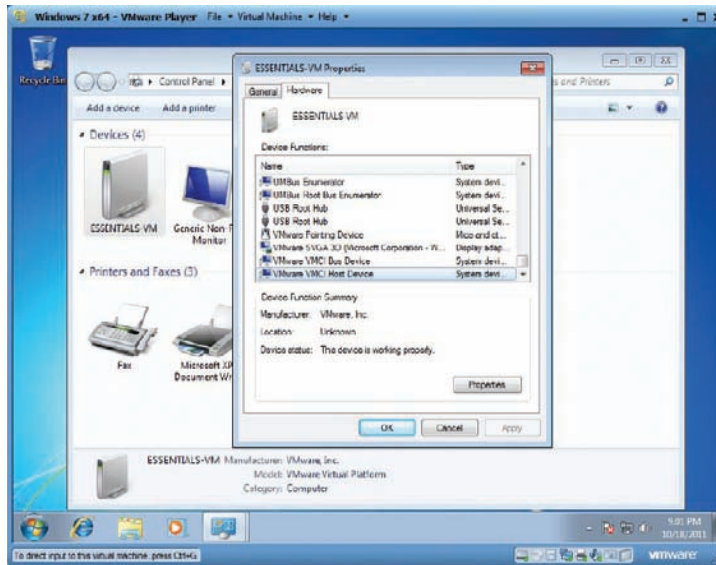 Windows 7 x64 - VMware Player File Virtual Machine Help
Recycle Bin
Control Panel
s and Printers
Add a device Add a printer
Devices (4)
ESSENTIALS-VM
Generic Non-P
Monitor
Printers and Faxes (3)
Fax
Microsoft XP
Document Wr
ESSENTIALS-VM Properties
General Hardware
ESSENTIALS-VM
Device Functions:
Name Type
UMBus Enumerator System devi...
UMBus Root Bus Enumerator System devi...
USB Root Hub Universal Se...
USB Root Hub Universal Se...
VMware Pointing Device Mice and ot...
VMware SVGA 3D (Microsoft Corporation - W... Display adap...
VMware VMCI Bus Device System devi...
VMware VMCI Host Device System devi...
Device Function Summary
Manufacturer: VMware, Inc.
Location: Unknown
Device status: This device is working properly.
Properties
OK Cancel Apply
ESSENTIALS-VM Manufacturer: VMware, Inc.
Model: VMware Virtual Platform
Category: Computer
5:01 PM
10/18/2011
To direct input to this virtual machine, press Ctrl+G.
vmware